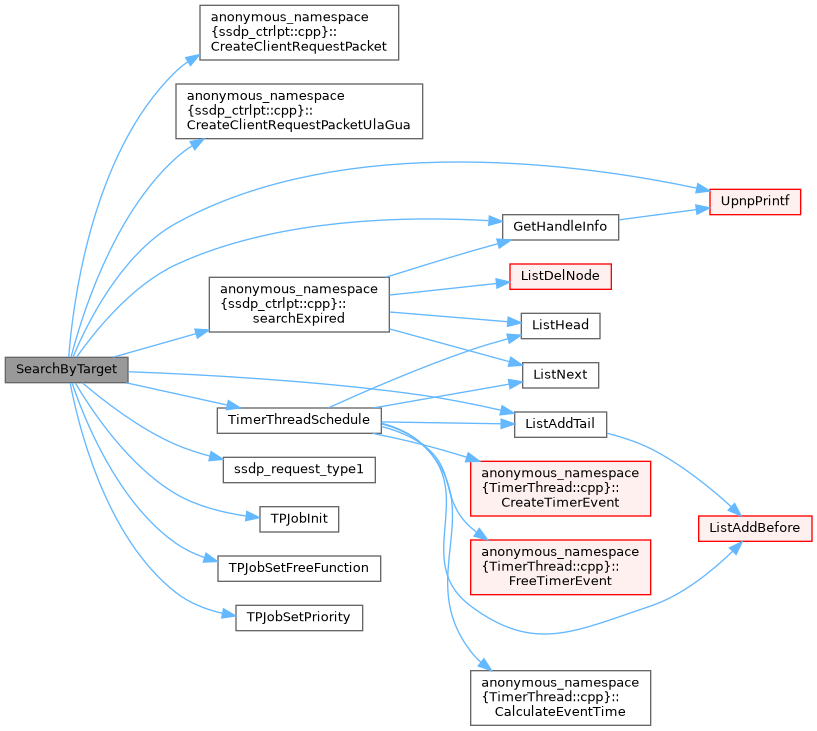 anonymous_namespace
{ssdp_ctrlpt::cpp}::
CreateClientRequestPacket
anonymous_namespace
{ssdp_ctrlpt::cpp}::
CreateClientRequestPacketUlaGua
UpnpPrintf
GetHandleInfo
ListDelNode
anonymous_namespace
{ssdp_ctrlpt::cpp}::
searchExpired
ListHead
SearchByTarget
ListNext
TimerThreadSchedule
ListAddTail
ssdp_request_type1
anonymous_namespace
{TimerThread::cpp}::
CreateTimerEvent
TPJobInit
ListAddBefore
TPJobSetFreeFunction
anonymous_namespace
{TimerThread::cpp}::
FreeTimerEvent
TPJobSetPriority
anonymous_namespace
{TimerThread::cpp}::
CalculateEventTime